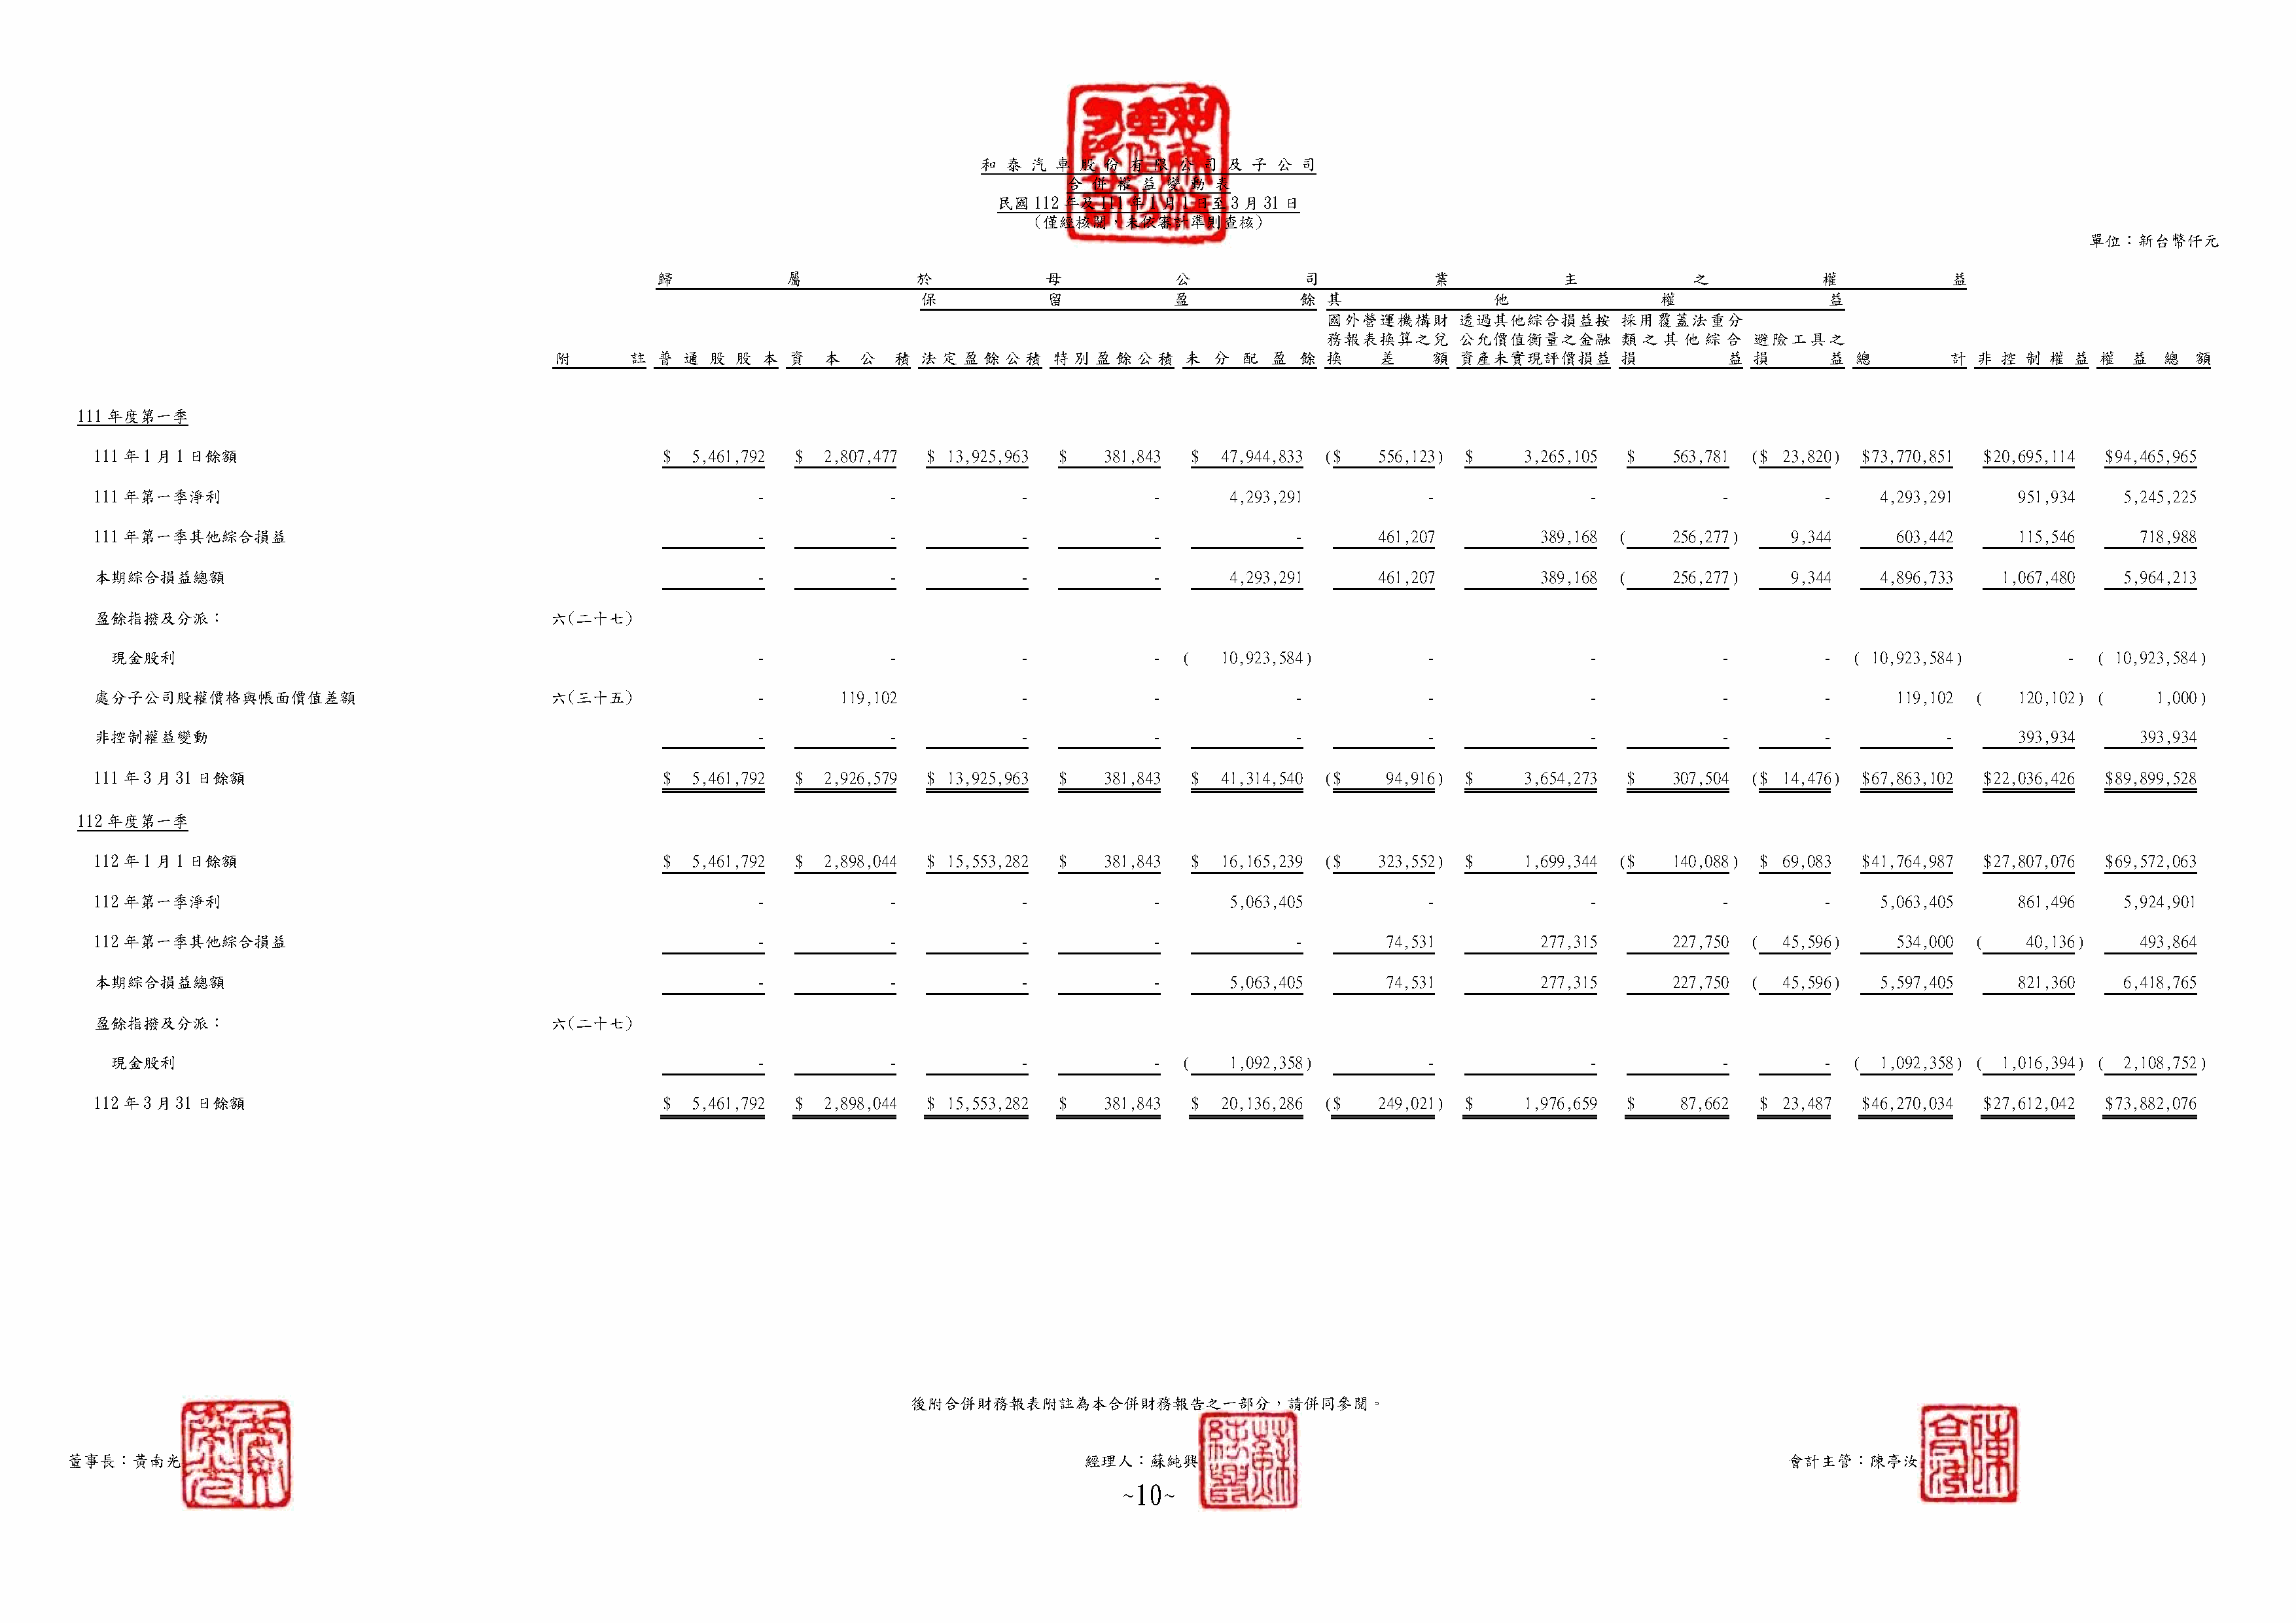 和泰汽車股份有限公司及子公司
合併權益變動表
民國112年及111年1月1日至3月31日
(僅經核閱，未依審計準則查核)
單位：新台幣仟元
歸屬於母公司業主之權益
保留盈餘 其他權益
國外營運機構財 透過其他綜合損益按 採用覆蓋法重分
務報表換算之兌 公允價值衡量之金融 類之其他綜合 避險工具之
附註 普通股股本 資本公積 法定盈餘公積 特別盈餘公積 未分配盈餘 換差額 資產未實現評價損益 損益 損益 總計 非控制權益 權益總額
111年度第一季
111年1月1日餘額 $ 5,461,792 $ 2,807,477 $ 13,925,963 $ 381,843 $ 47,944,833 ($ 556,123) $ 3,265,105 $ 563,781 ($ 23,820) $73,770,851 $20,695,114 $94,465,965
111年第一季淨利 - - - - 4,293,291 - - - - 4,293,291 951,934 5,245,225
111年第一季其他綜合損益 - - - - - 461,207 389,168 ( 256,277) 9,344 603,442 115,546 718,988
本期綜合損益總額 - - - - 4,293,291 461,207 389,168 ( 256,277) 9,344 4,896,733 1,067,480 5,964,213
盈餘指撥及分派： 六(二十七)
現金股利 - - - - ( 10,923,584) - - - - ( 10,923,584) - ( 10,923,584)
處分子公司股權價格與帳面價值差額 六(三十五) - 119,102 - - - - - - - 119,102 ( 120,102) ( 1,000)
非控制權益變動 - - - - - - - - - - 393,934 393,934
111年3月31日餘額 $ 5,461,792 $ 2,926,579 $ 13,925,963 $ 381,843 $ 41,314,540 ($ 94,916) $ 3,654,273 $ 307,504 ($ 14,476) $67,863,102 $22,036,426 $89,899,528
112年度第一季
112年1月1日餘額 $ 5,461,792 $ 2,898,044 $ 15,553,282 $ 381,843 $ 16,165,239 ($ 323,552) $ 1,699,344 ($ 140,088) $ 69,083 $41,764,987 $27,807,076 $69,572,063
112年第一季淨利 - - - - 5,063,405 - - - - 5,063,405 861,496 5,924,901
112年第一季其他綜合損益 - - - - - 74,531 277,315 227,750 ( 45,596) 534,000 ( 40,136) 493,864
本期綜合損益總額 - - - - 5,063,405 74,531 277,315 227,750 ( 45,596) 5,597,405 821,360 6,418,765
盈餘指撥及分派： 六(二十七)
現金股利 - - - - ( 1,092,358) - - - - ( 1,092,358) ( 1,016,394) ( 2,108,752)
112年3月31日餘額 $ 5,461,792 $ 2,898,044 $ 15,553,282 $ 381,843 $ 20,136,286 ($ 249,021) $ 1,976,659 $ 87,662 $ 23,487 $46,270,034 $27,612,042 $73,882,076
後附合併財務報表附註為本合併財務報告之一部分，請併同參閱。
董事長：黃南光 經理人：蘇純興 會計主管：陳亭汝
~10~